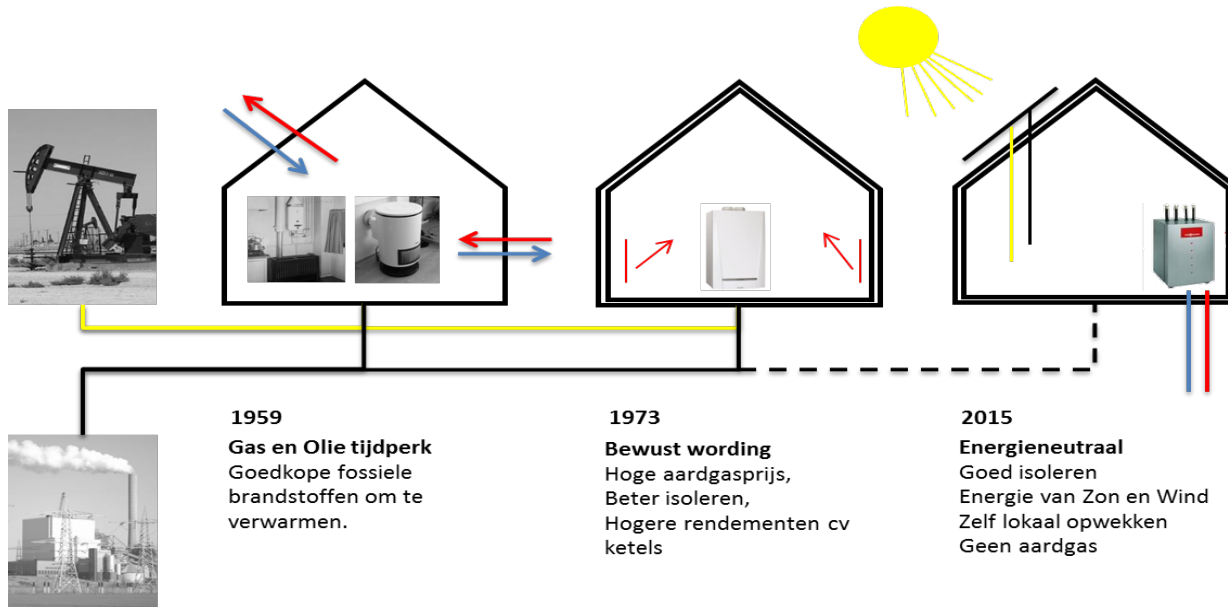 1959
Gas en Olie tijdperk
Goedkope fossiele
brandstoffen om te
verwarmen.
1973
Bewust wording
Hoge aardgasprijs,
Beter isoleren,
Hogere rendementen cv
ketels
2015
Energieneutraal
Goed isoleren
Energie van Zon en Wind
Zelf lokaal opwekken
Geen aardgas